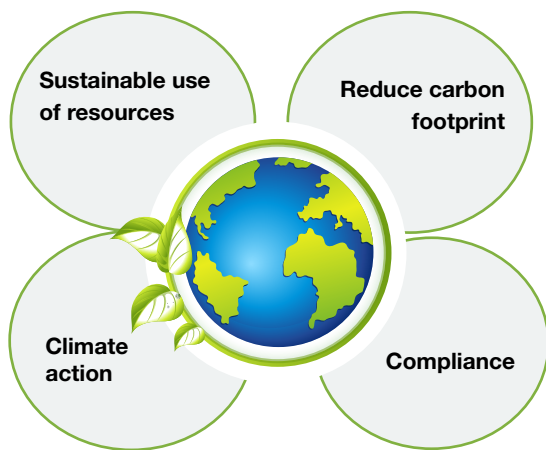 Sustainable use
of resources
Reduce carbon
footprint
Climate
action
Compliance